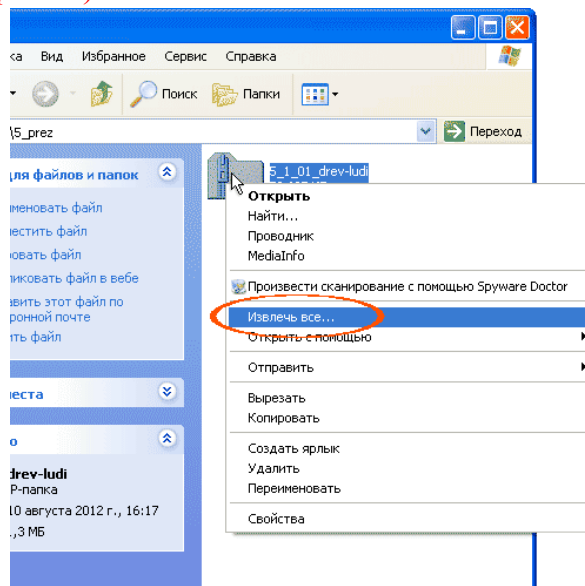 ка Вид Избранное Сервис Справка
Поиск Папки
\5_prez Переход
для файлов и папок
именовать файл
местить файл
ровать файл
ликовать файл в вебе
авить этот файл по
ронной почте
ить файл
места
о
drev-ludi
P-папка
10 августа 2012 г., 16:17
,3 МБ
5_1_01_drev-ludi
Открыть
Найти...
Проводник
MediaInfo
Произвести сканирование с помощью Spyware Doctor
Извлечь все...
Открыть с помощью
Отправить
Вырезать
Копировать
Создать ярлык
Удалить
Переименовать
Свойства